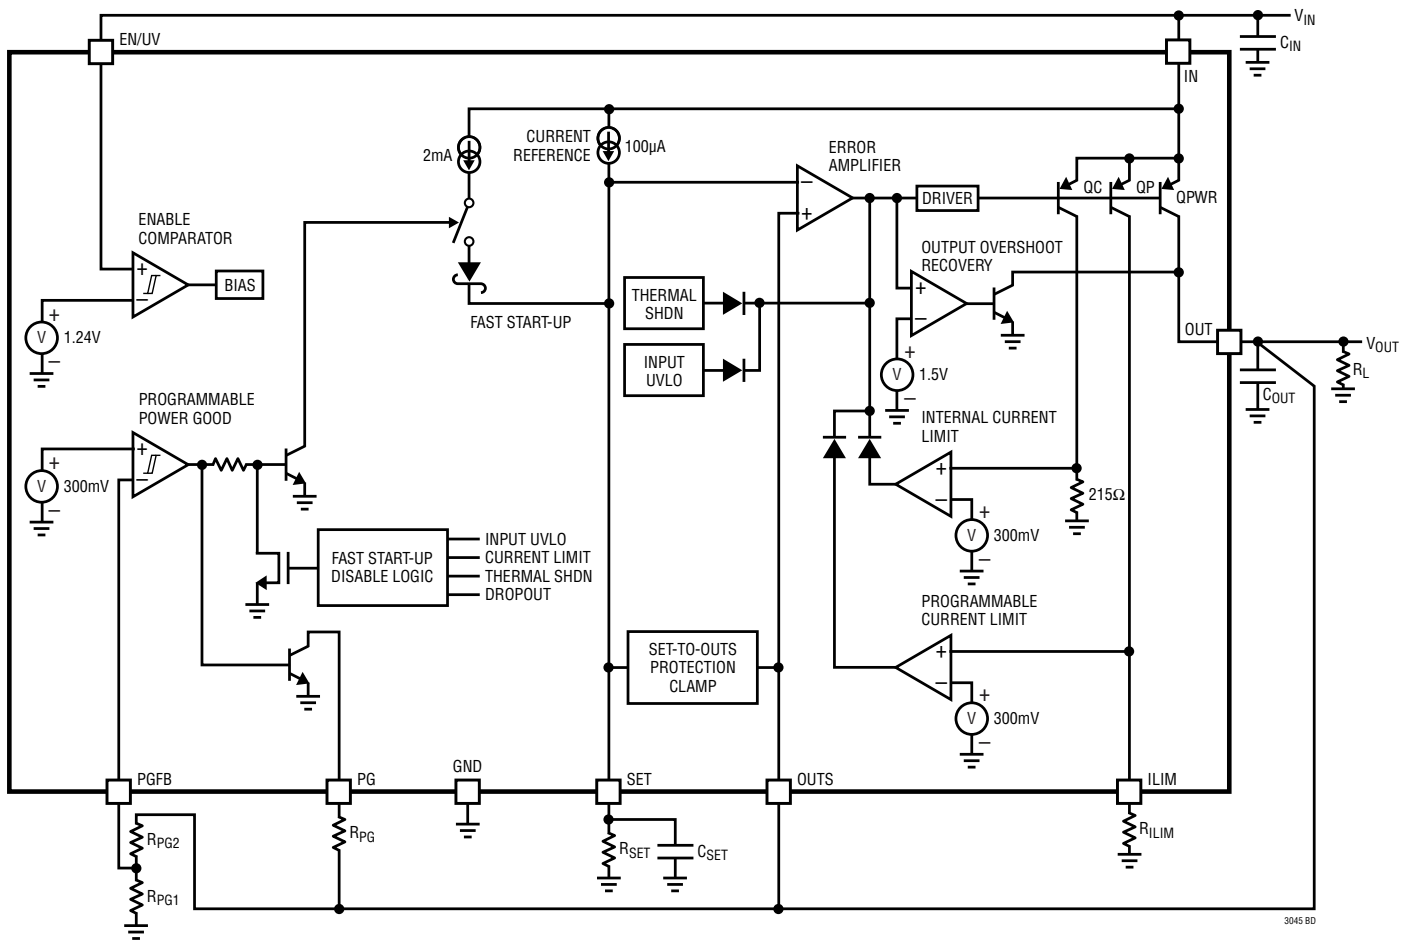 VIN
EN/UV
CIN
IN
CURRENT
REFERENCE
2mA
100µA
ERROR
AMPLIFIER
−
+
DRIVER
QC
QP
QPWR
ENABLE
COMPARATOR
+
−
BIAS
OUTPUT OVERSHOOT
RECOVERY
+
−
THERMAL
SHDN
FAST START-UP
+
V
1.24V
−
OUT
VOUT
INPUT
UVLO
+
V
1.5V
−
RL
COUT
PROGRAMMABLE
POWER GOOD
INTERNAL CURRENT
LIMIT
+
−
+
V
300mV
−
+
−
215Ω
+
V
300mV
−
INPUT UVLO
CURRENT LIMIT
THERMAL SHDN
DROPOUT
FAST START-UP
DISABLE LOGIC
PROGRAMMABLE
CURRENT LIMIT
SET-TO-OUTS
PROTECTION
CLAMP
+
−
+
V
300mV
−
PGFB
PG
GND
SET
OUTS
ILIM
RPG2
RPG
RSET
CSET
RILIM
RPG1
3045 BD